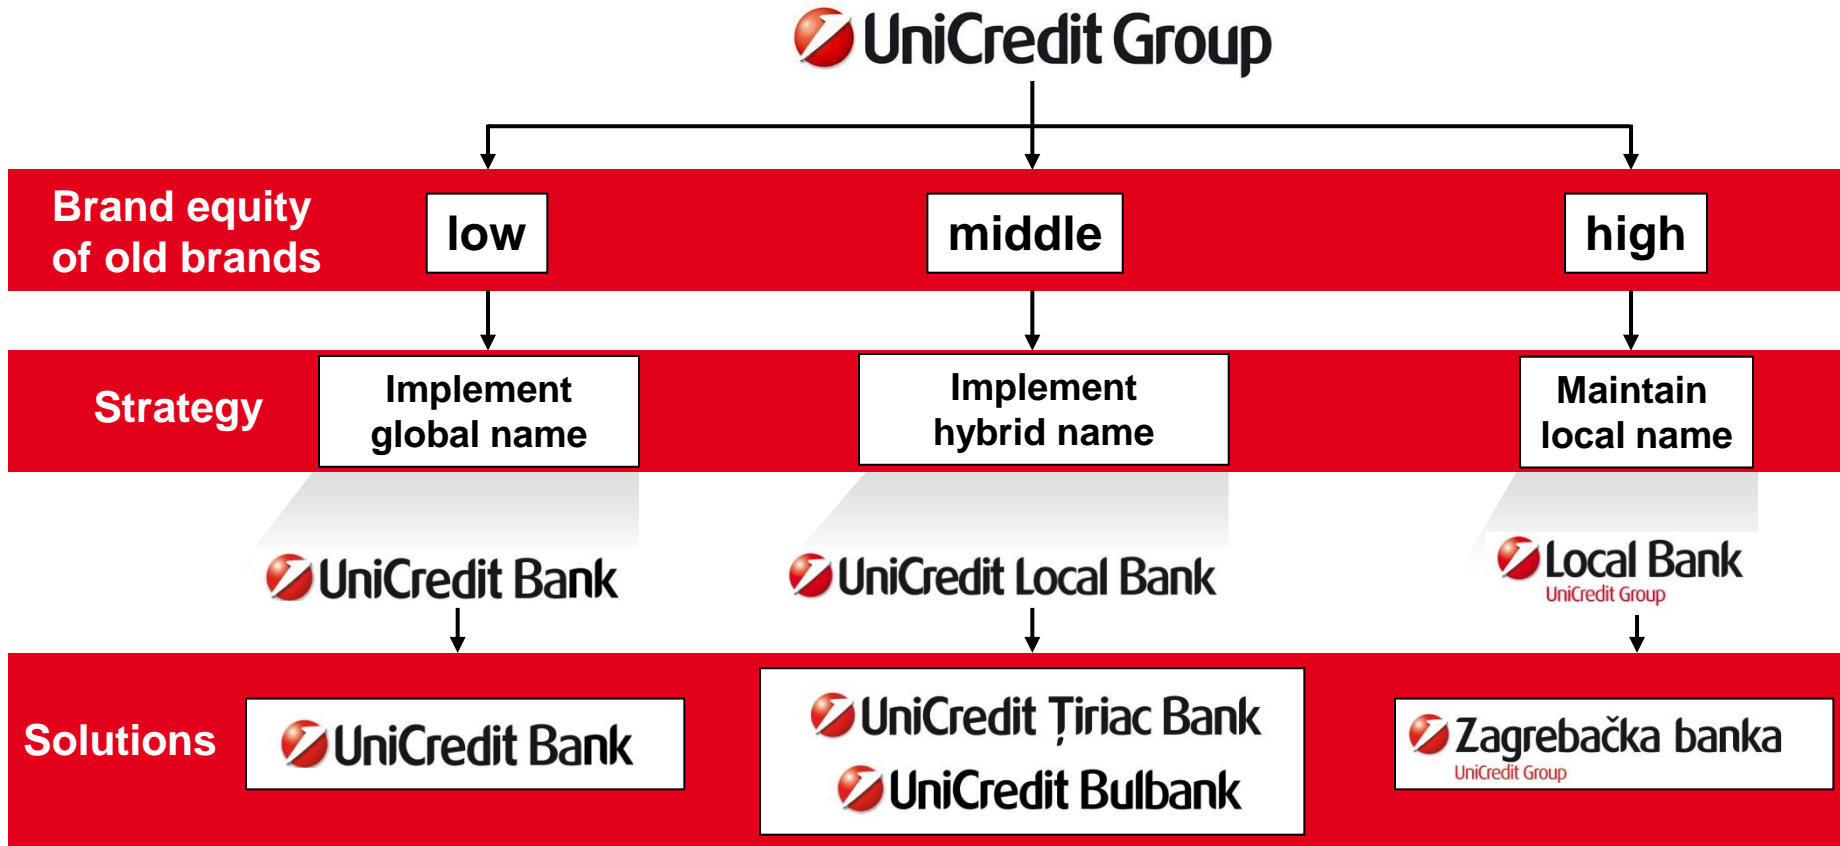 UniCredit Group
Brand equity
of old brands
low
middle
high
Strategy
Implement
global name
Implement
hybrid name
Maintain
local name
UniCredit Bank
UniCredit Local Bank
Local Bank
UniCredit Group
Solutions
UniCredit Bank
UniCredit Țiriac Bank
UniCredit Bulbank
Zagrebačka banka
UniCredit Group